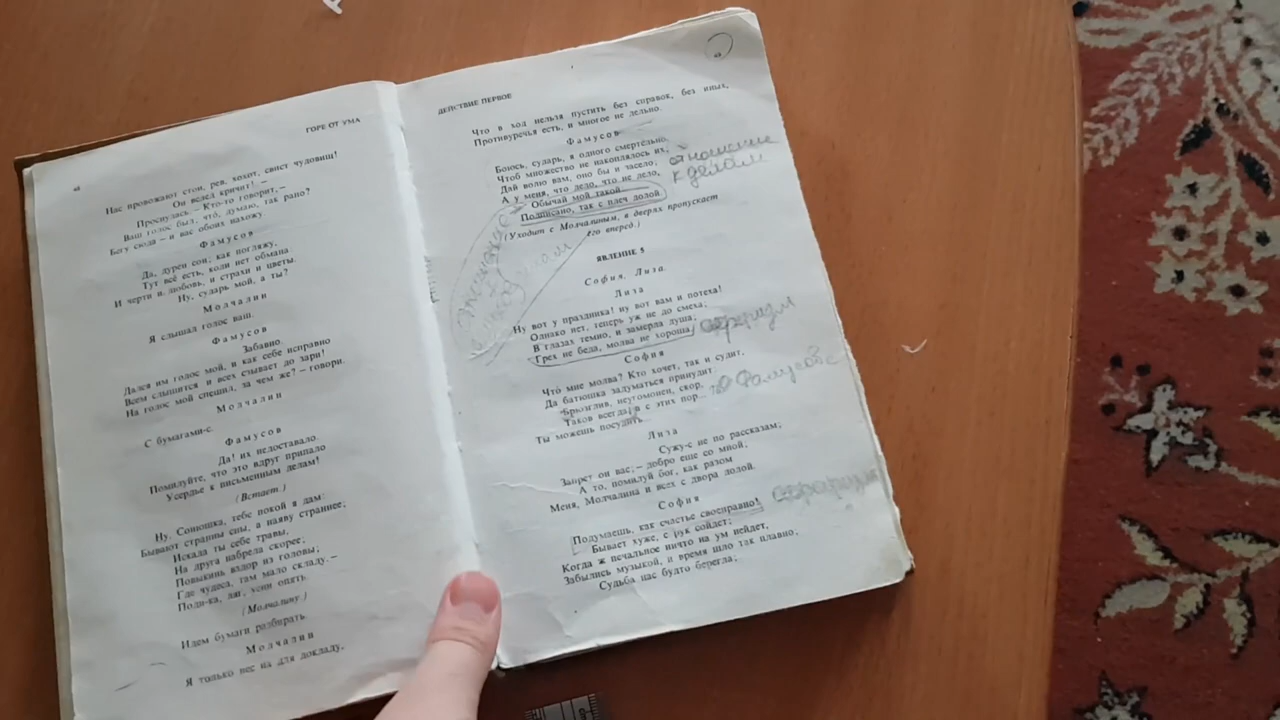 ГОРЕ ОТ УМА
Нас провожают стон, рев, хохот, свист чудовищ!
Он вслед кричит! –
Проснулась. – Кто-то говорит, –
Ваш голос был, что́, думаю, так рано?
Бегу сюда – и вас обоих нахожу.
Фамусов
Да, дурен сон; как погляжу,
Тут всё есть, коли нет обмана.
И черти и любовь, и страхи и цветы.
Ну, сударь мой, а ты?
Молчалин
Я слышал голос ваш.
Фамусов
Забавно.
Дался им голос мой, и как себе исправно
Всем слышится и всех сзывает до зари!
На голос мой спешил, за чем же? – говори.
Молчалин
С бумагами-с.
Фамусов
Да! их недоставало.
Помилуйте, что это вдруг припало
Усердье к письменным делам!
(Встает.)
Ну, Сонюшка, тебе покой я дам:
Бывают странны сны, а наяву страннее;
Искала ты себе травы,
На друга набрела скорее;
Повыкинь вздор из головы;
Где чудеса, там мало складу. –
Поди-ка, ляг, усни опять.
(Молчалину.)
Идем бумаги разбирать.
Молчалин
Я только нес их для докладу,
ДЕЙСТВИЕ ПЕРВОЕ
Что в ход нельзя пустить без справок, без иных,
Противуречья есть, и многое не дельно.
Фамусов
Боюсь, сударь, я одного смертельно,
Чтоб множество не накоплялось их;
Дай волю вам, оно бы и засело;
А у меня, что дело, что не дело,
Обычай мой такой:
Подписано, так с плеч долой.
отношение
к делам
(Уходит с Молчалиным, в дверях пропускает
его вперед.)
ЯВЛЕНИЕ 5
София, Лиза.
Лиза
Ну вот у праздника! ну вот вам и потеха!
Однако нет, теперь уж не до смеха;
В глазах темно, и замерла душа;
Грех не беда, молва не хороша.
афоризм
София
Что́ мне молва? Кто хочет, так и судит,
Да батюшка задуматься принудит:
Брюзглив, неугомонен, скор,
Таков всегда, а с этих пор...
Ты можешь посудить...
о Фамусове
Лиза
Сужу-с не по рассказам;
Запрет он вас; – добро еще со мной;
А то, помилуй бог, как разом
Меня, Молчалина и всех с двора долой.
София
Подумаешь, как счастье своенравно!
афоризм
Бывает хуже, с рук сойдет;
Когда ж печальное ничто на ум нейдет,
Забылись музыкой, и время шло так плавно;
Судьба нас будто берегла;